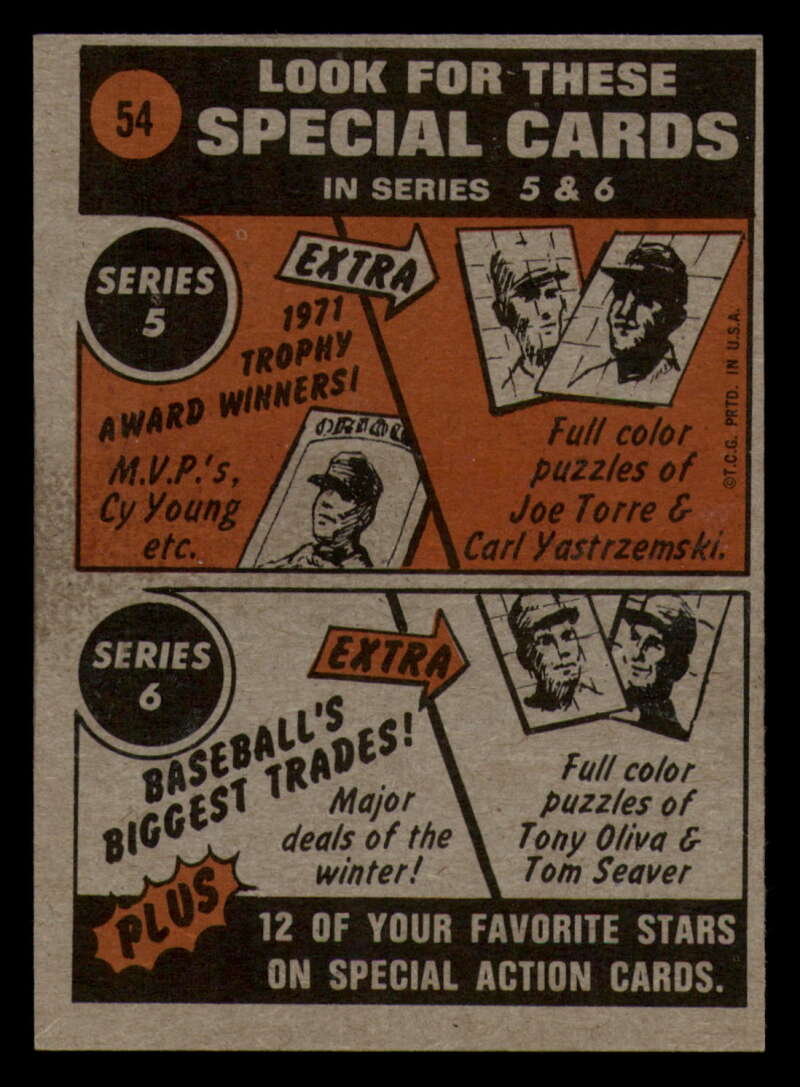 54
LOOK FOR THESE
SPECIAL CARDS
IN SERIES 5 & 6
SERIES
5
EXTRA
1971
TROPHY
AWARD WINNERS!
M.V.P.'s,
Cy Young
etc.
ORIOL
Full color
puzzles of
Joe Torre &
Carl Yastrzemski.
©T.C.G. PRTD. IN U.S.A.
SERIES
6
EXTRA
BASEBALL'S
BIGGEST TRADES!
Major
deals of the
winter!
Full color
puzzles of
Tony Oliva &
Tom Seaver
PLUS
12 OF YOUR FAVORITE STARS
ON SPECIAL ACTION CARDS.